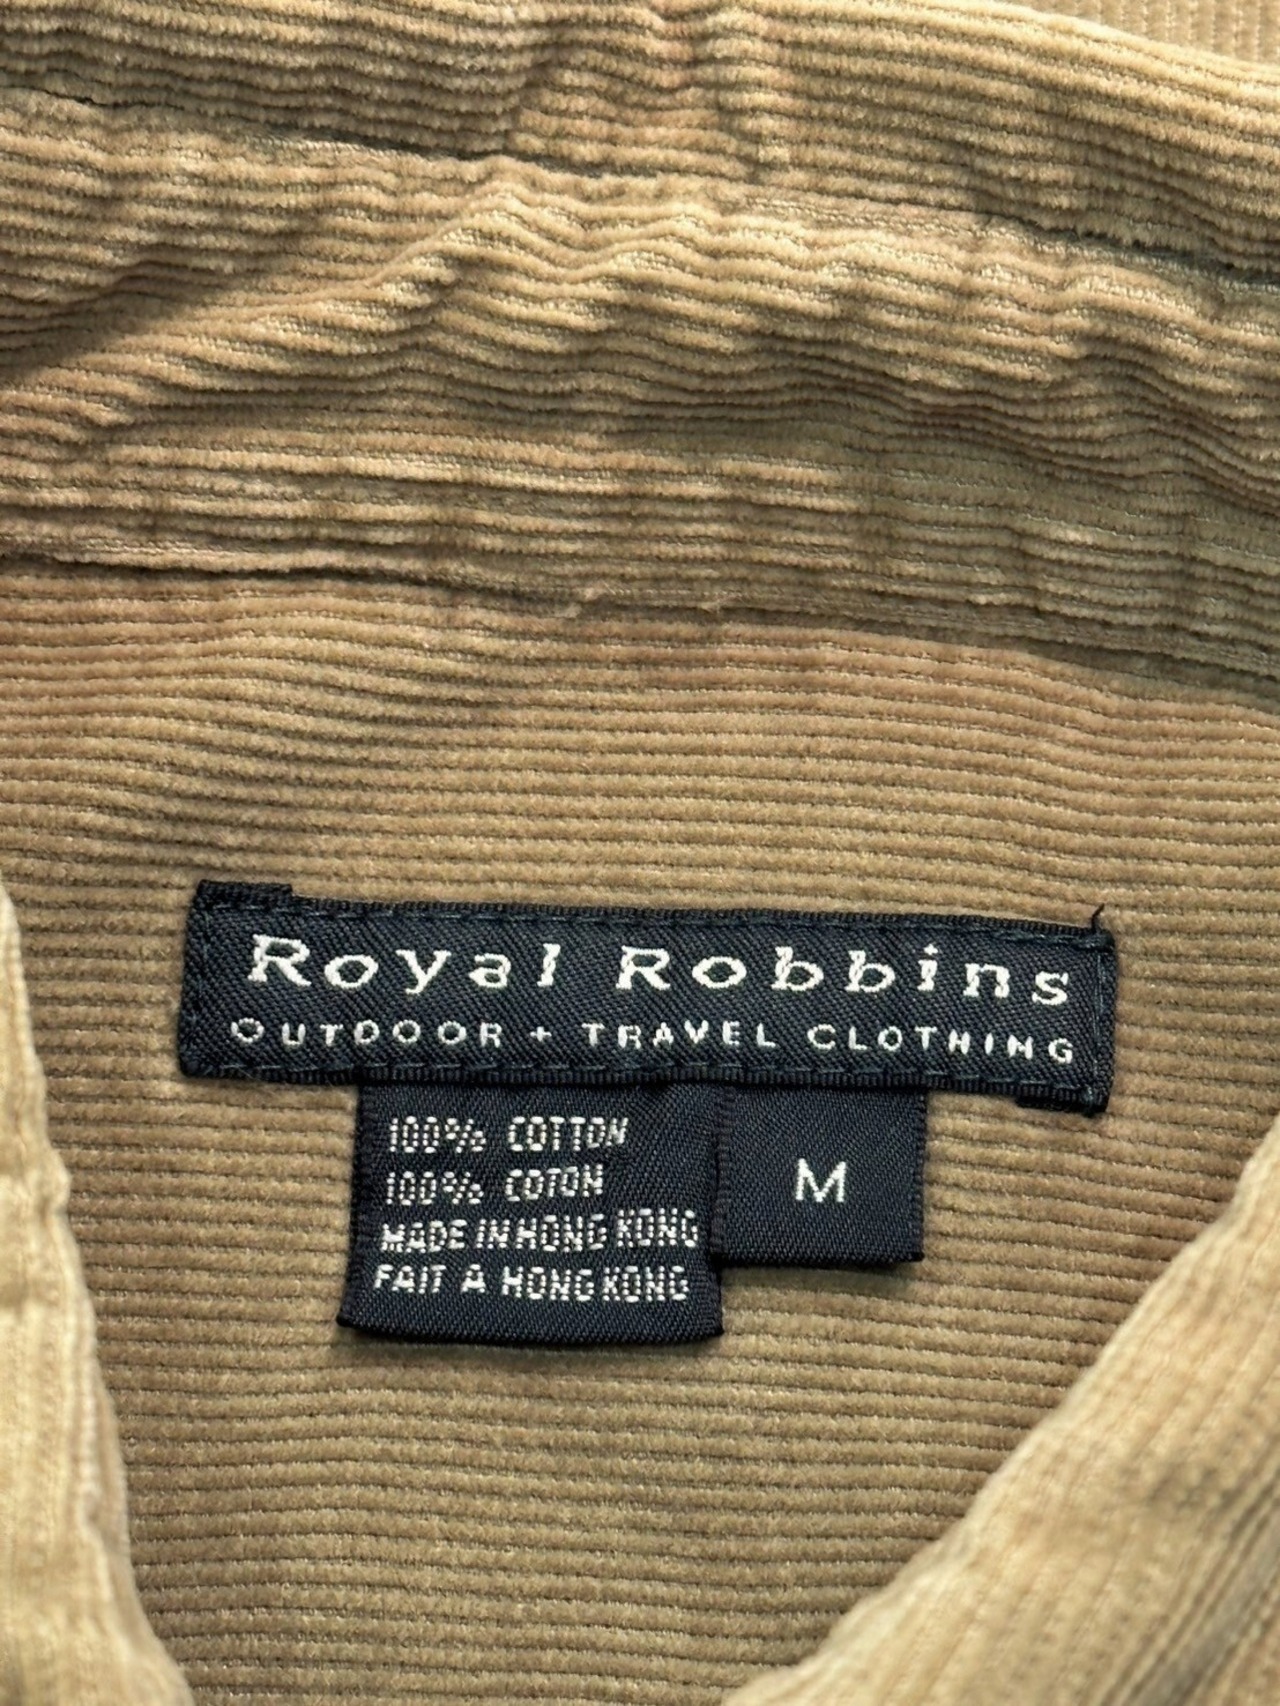 Royal Robbins
OUTDOOR + TRAVEL CLOTHING
100% COTTON
100% COTON
MADE IN HONG KONG
FAIT A HONG KONG
M